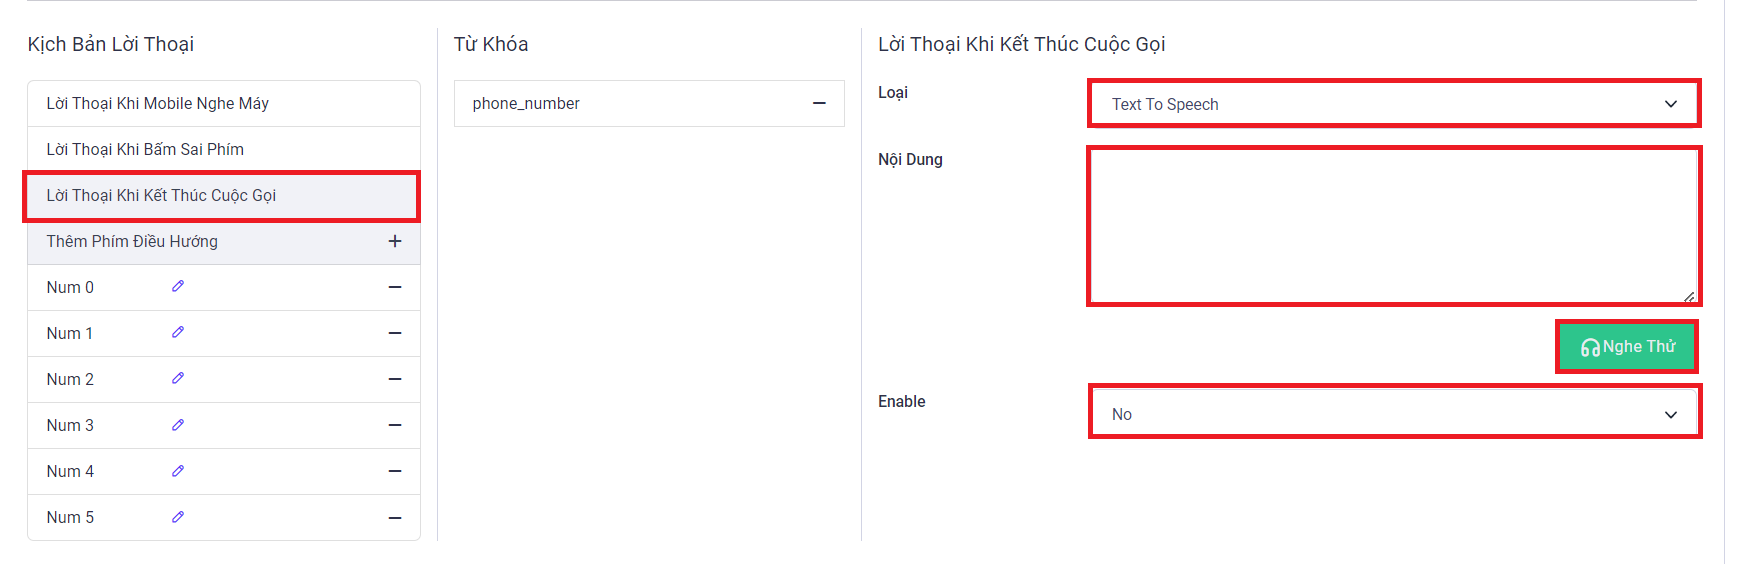 Kịch Bản Lời Thoại
Lời Thoại Khi Mobile Nghe Máy
Lời Thoại Khi Bấm Sai Phím
Lời Thoại Khi Kết Thúc Cuộc Gọi
Thêm Phím Điều Hướng
Num 0
Num 1
Num 2
Num 3
Num 4
Num 5
Từ Khóa
phone_number
Lời Thoại Khi Kết Thúc Cuộc Gọi
Loại
Text To Speech
Nội Dung
Nghe Thử
Enable
No